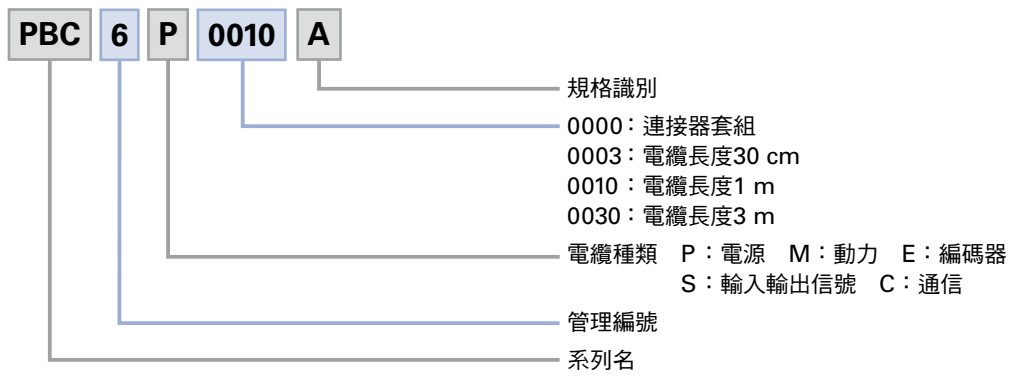 PBC 6 P 0010 A
規格識別
0000：連接器套組
0003：電纜長度30 cm
0010：電纜長度1 m
0030：電纜長度3 m
電纜種類　P：電源　M：動力　E：編碼器
S：輸入輸出信號　C：通信
管理編號
系列名